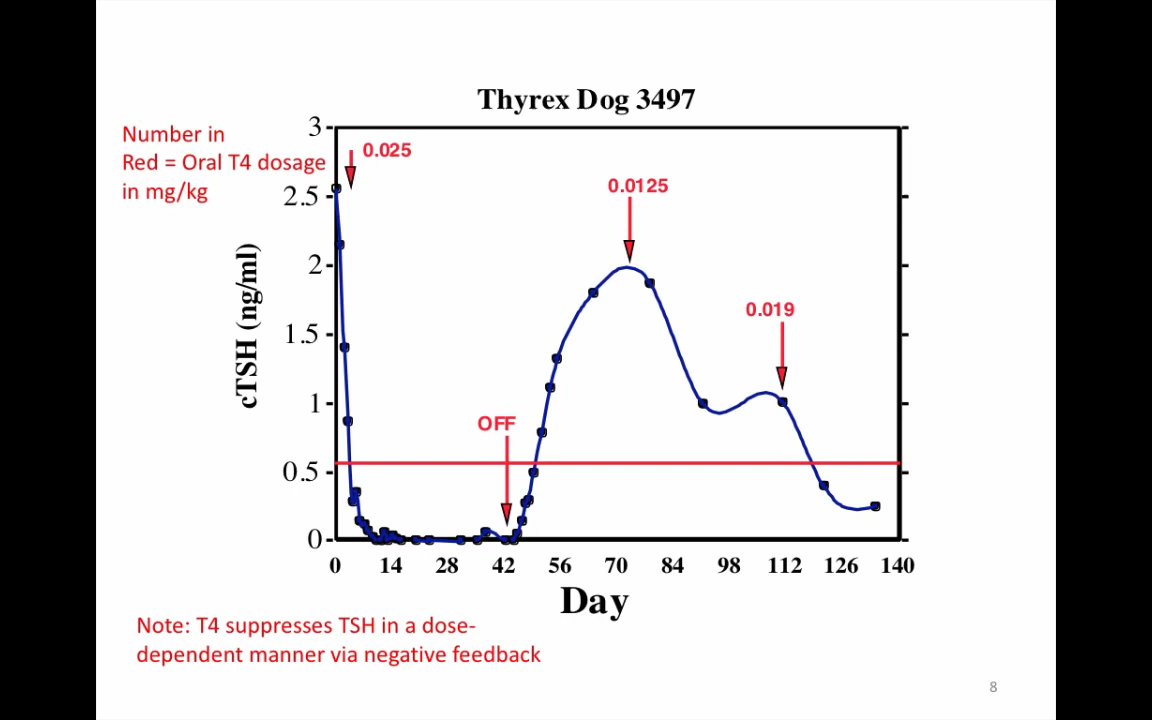 Thyrex Dog 3497
Number in
Red = Oral T4 dosage
in mg/kg
0.025
0.0125
0.019
OFF
cTSH (ng/ml)
3
2.5
2
1.5
1
0.5
0
0 14 28 42 56 70 84 98 112 126 140
Day
Note: T4 suppresses TSH in a dose-
dependent manner via negative feedback
8